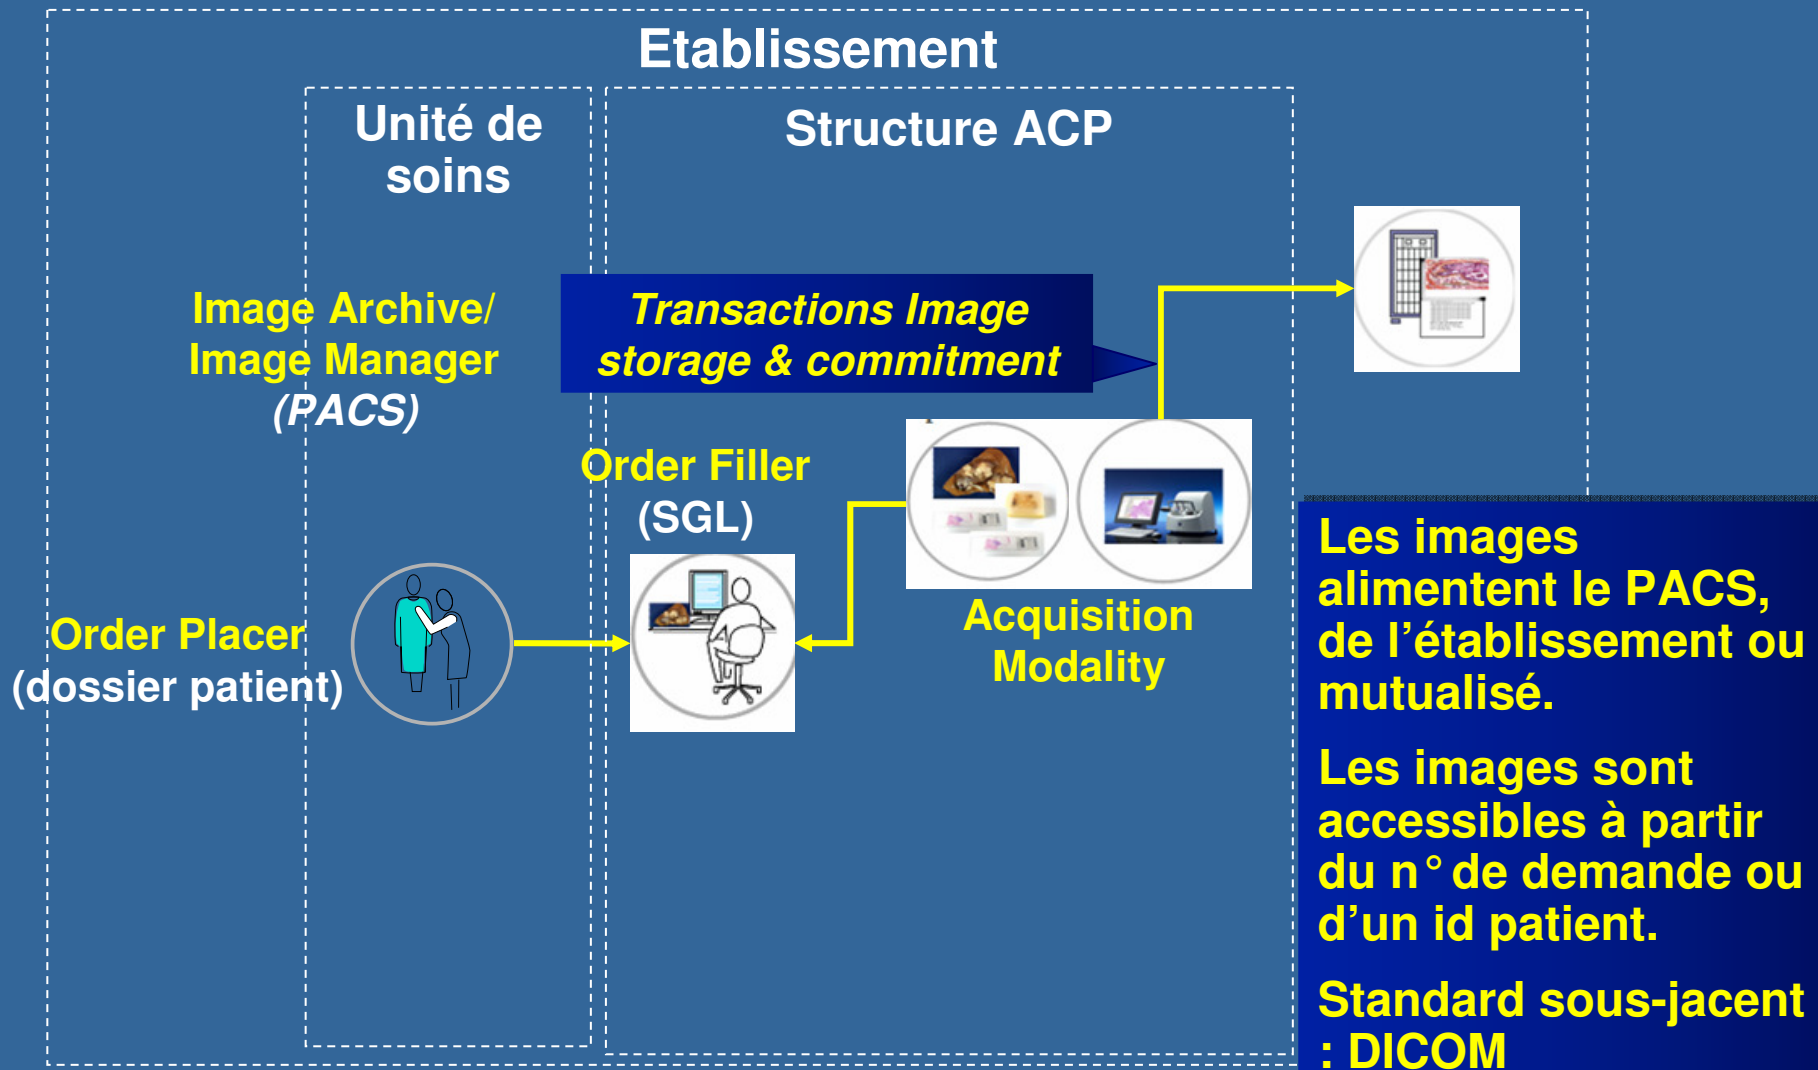 Etablissement
Unité de
soins
Structure ACP
Image Archive/
Image Manager
(PACS)
Transactions Image
storage & commitment
Order Filler
(SGL)
Acquisition
Modality
Order Placer
(dossier patient)
Les images
alimentent le PACS,
de l’établissement ou
mutualisé.
Les images sont
accessibles à partir
du n° de demande ou
d’un id patient.
Standard sous-jacent
: DICOM